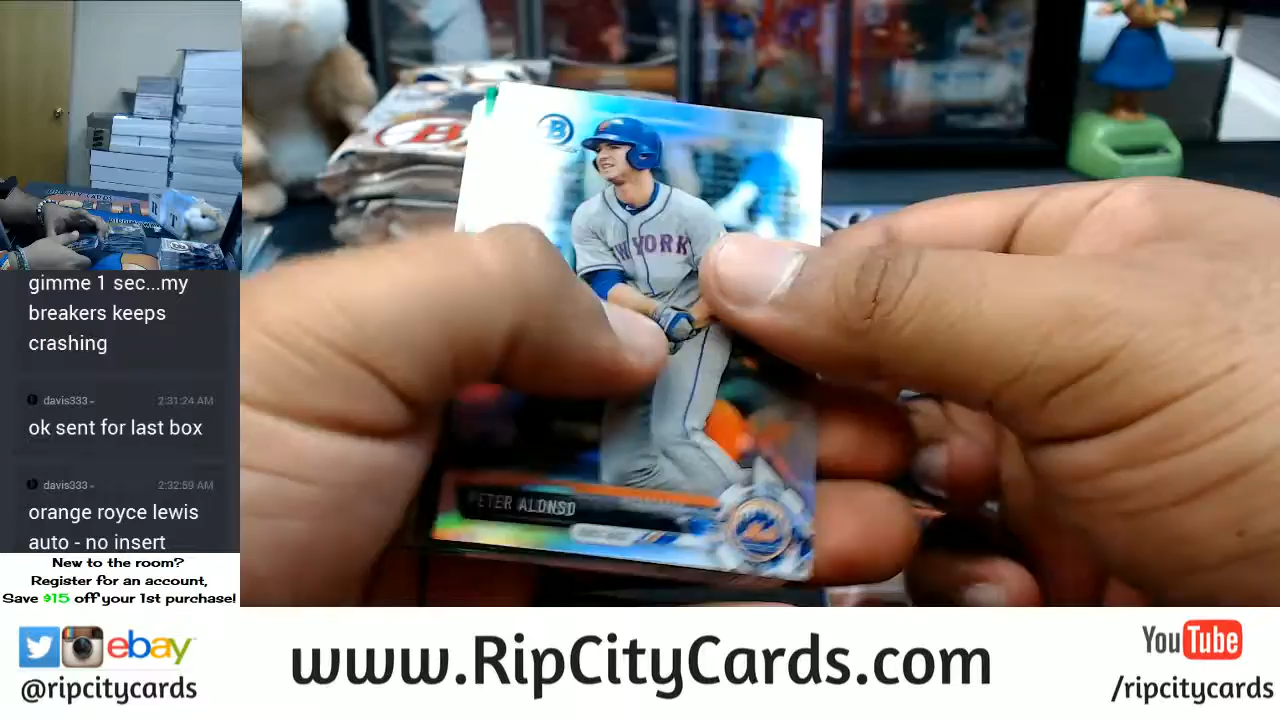 gimme 1 sec...my
breakers keeps
crashing
davis333
2:31:24 AM
ok sent for last box
davis333
2:32:59 AM
orange royce lewis
auto - no insert
New to the room?
Register for an account,
Save $15 off your 1st purchase!
ebay
@ripcitycards
www.RipCityCards.com
YouTube
/ripcitycards
B
NEW YORK
PETER ALONSO
B